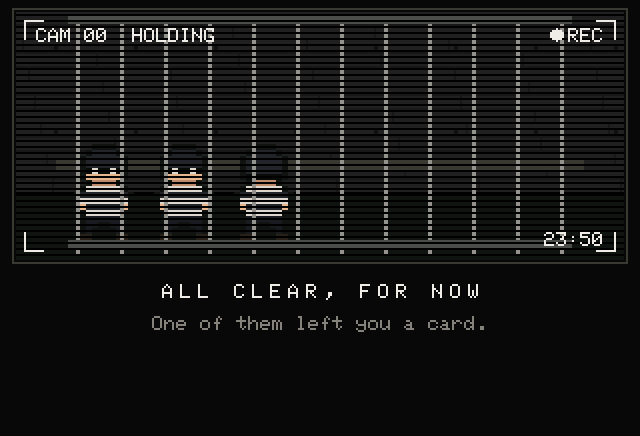 CAM 00 HOLDING
REC
23:50
ALL CLEAR, FOR NOW
One of them left you a card.